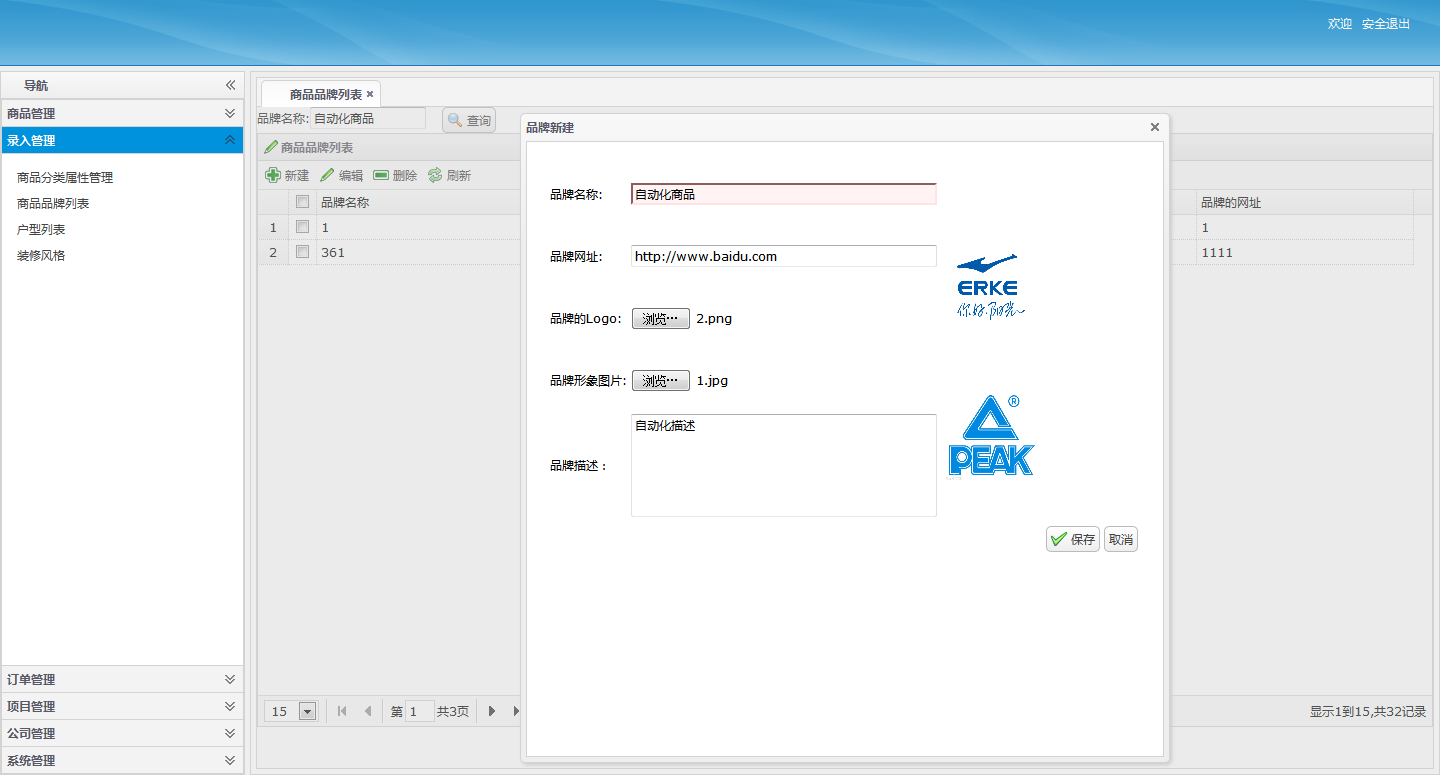 欢迎 安全退出
导航
商品管理
录入管理
商品分类属性管理
商品品牌列表
户型列表
装修风格
订单管理
项目管理
公司管理
系统管理
商品品牌列表
品牌名称: 自动化商品 查询
商品品牌列表
新建 编辑 删除 刷新
品牌名称 品牌的网址
1 1 1
2 361 1111
15 第 1 共3页 显示1到15,共32记录
品牌新建
品牌名称: 自动化商品
品牌网址: http://www.baidu.com
ERKE
你好,阳光
品牌的Logo: 浏览… 2.png
品牌形象图片: 浏览… 1.jpg
品牌描述： 自动化描述
®
PEAK
保存 取消